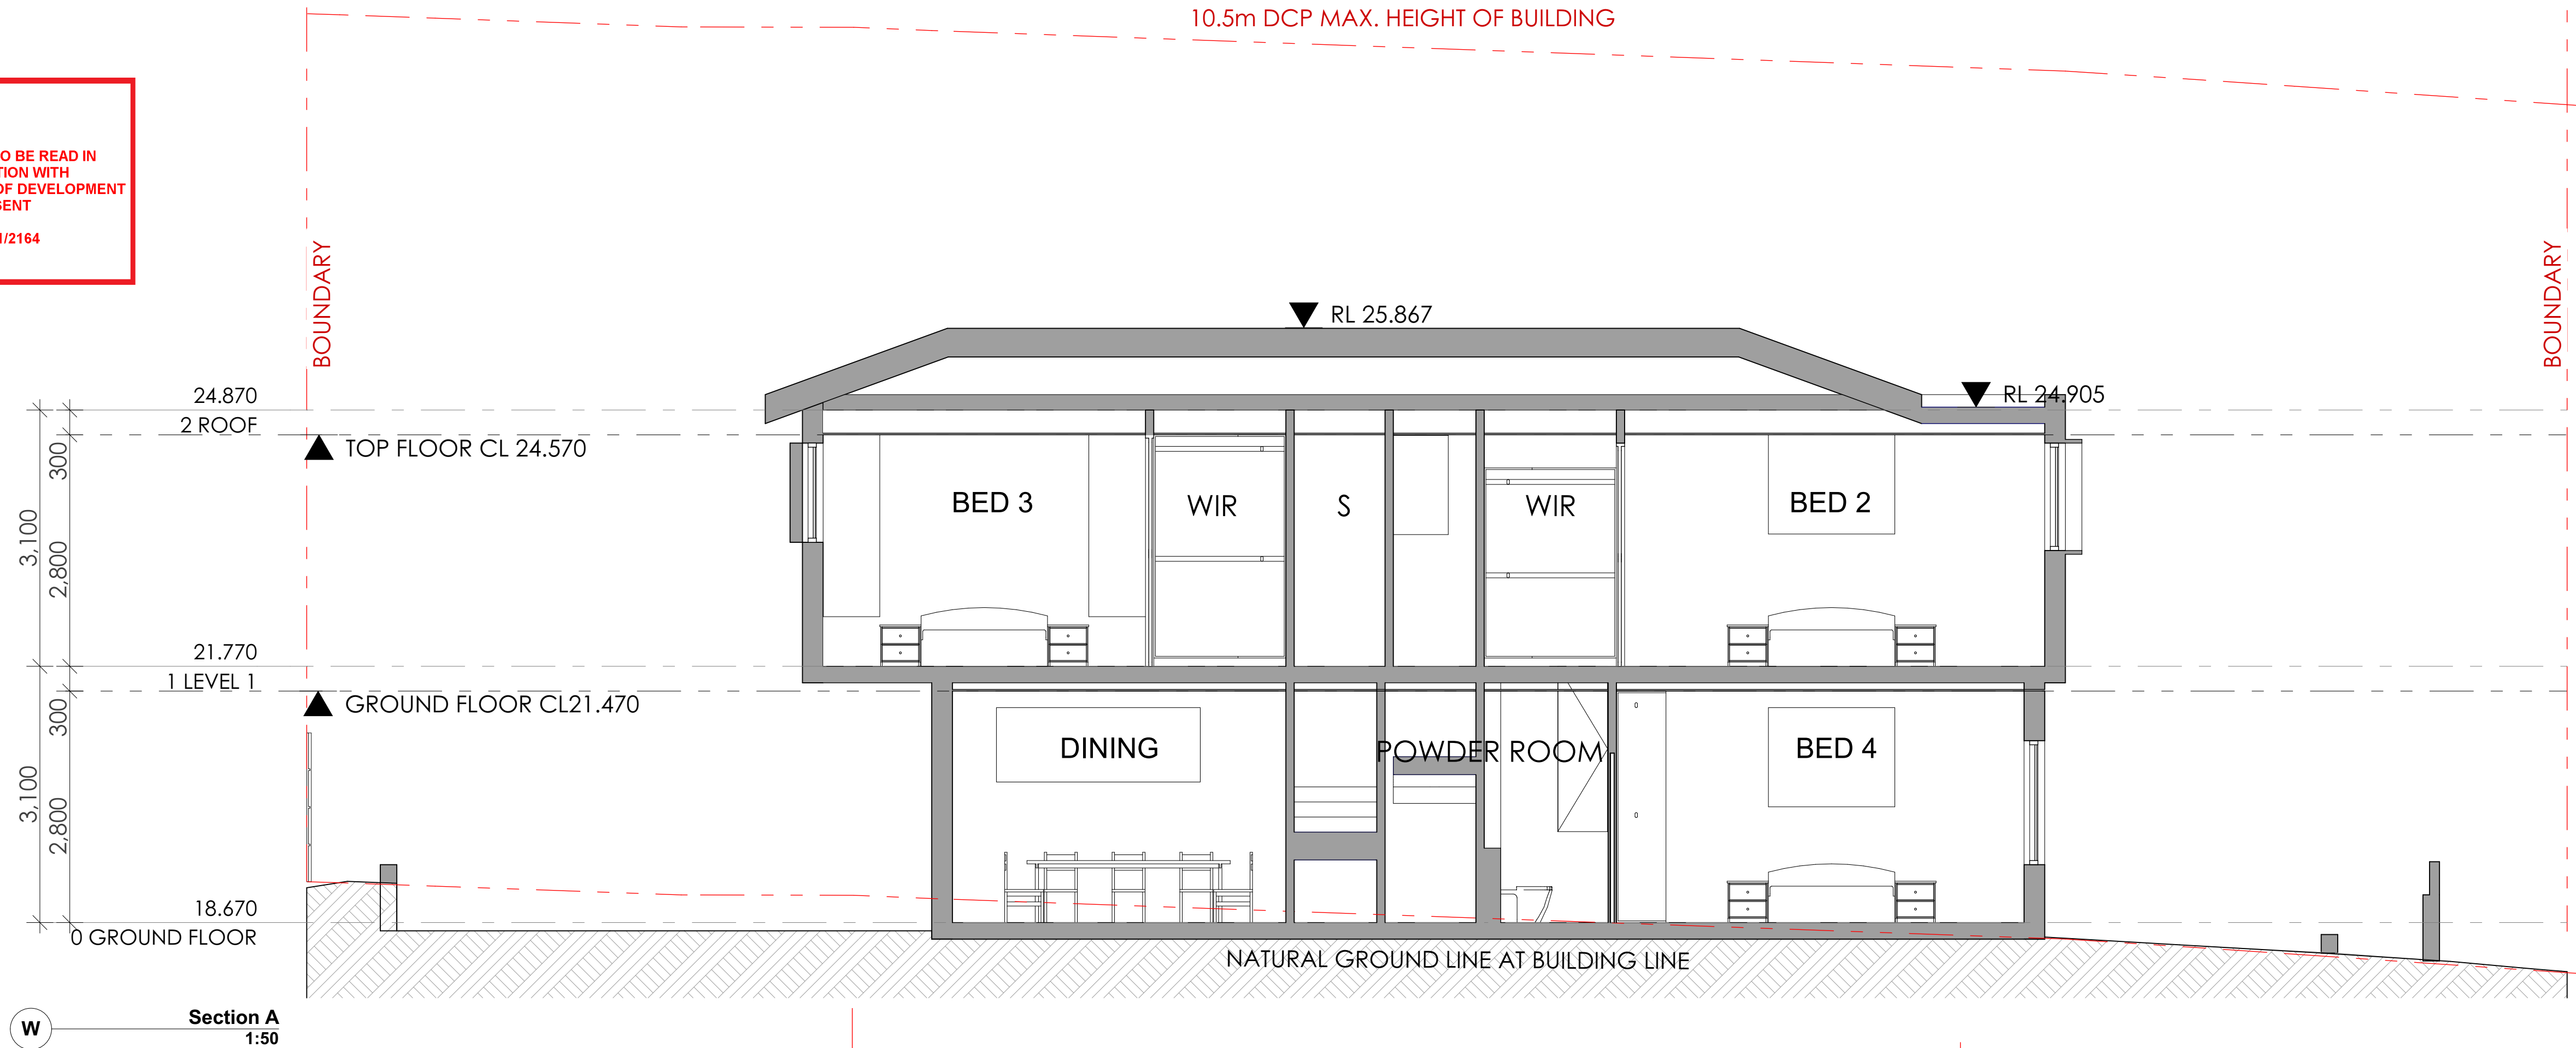 10.5m DCP MAX. HEIGHT OF BUILDING
O BE READ IN
TION WITH
OF DEVELOPMENT
SENT
1/2164
BOUNDARY
BOUNDARY
RL 25.867
RL 24.905
24.870
2 ROOF
TOP FLOOR CL 24.570
300
3,100
2,800
BED 3
WIR
S
WIR
BED 2
21.770
1 LEVEL 1
GROUND FLOOR CL21.470
300
3,100
2,800
DINING
POWDER ROOM
BED 4
18.670
0 GROUND FLOOR
NATURAL GROUND LINE AT BUILDING LINE
W
Section A
1:50